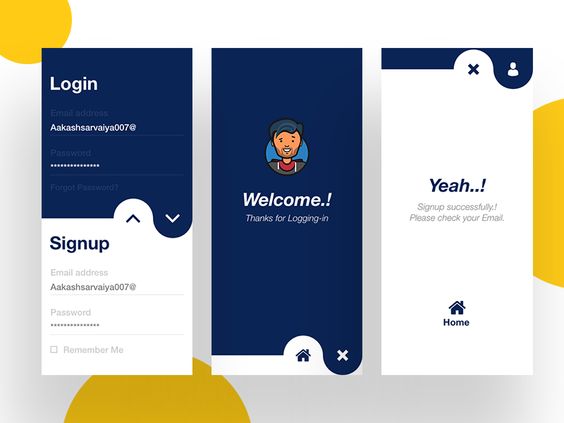 Login
Email address
Aakashsarvaiya007@
Password
***************
Forgot Password?
Signup
Email address
Aakashsarvaiya007@
Password
***************
Remember Me
Welcome.!
Thanks for Logging-in
Yeah..!
Signup successfully.!
Please check your Email.
Home